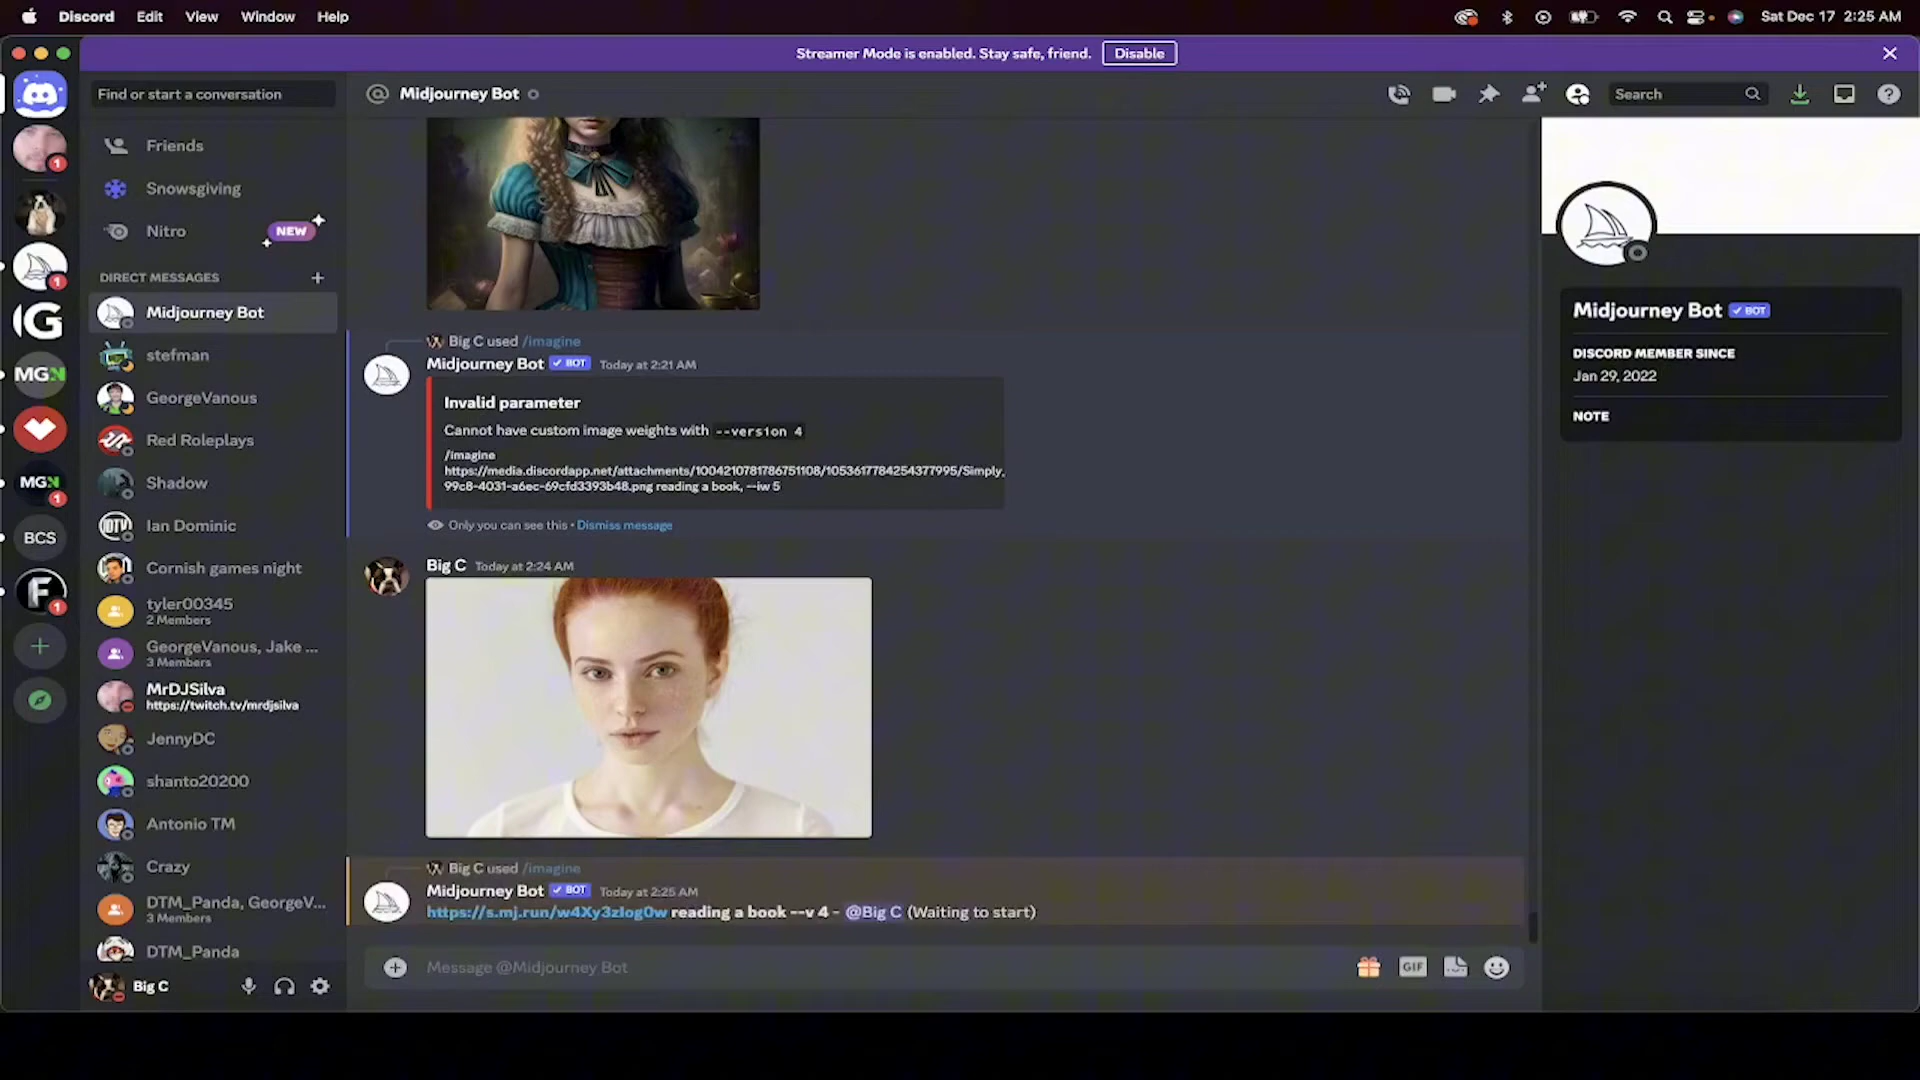 Discord Edit View Window Help
Sat Dec 17 2:25 AM
Streamer Mode is enabled. Stay safe, friend. Disable
Find or start a conversation
Friends
Snowsgiving
Nitro NEW
DIRECT MESSAGES
Midjourney Bot
stefman
GeorgeVanous
Red Roleplays
Shadow
Ian Dominic
Cornish games night
tyler00345
2 Members
GeorgeVanous, Jake ...
3 Members
MrDJSilva
https://twitch.tv/mrdjsilva
JennyDC
shanto20200
Antonio TM
Crazy
DTM_Panda, GeorgeV...
3 Members
DTM_Panda
Big C
1
1
G
MGN
MGN
1
BCS
F
1
IDTV
Midjourney Bot
Search
Big C used /imagine
Midjourney Bot BOT Today at 2:21 AM
Invalid parameter
Cannot have custom image weights with --version 4
/imagine
https://media.discordapp.net/attachments/1004210781786751108/1053617784254377995/Simply_
99c8-4031-a6ec-69cfd3393b48.png reading a book, --iw 5
Only you can see this • Dismiss message
Big C Today at 2:24 AM
Big C used /imagine
Midjourney Bot BOT Today at 2:25 AM
https://s.mj.run/w4Xy3zIog0w reading a book --v 4 - @Big C (Waiting to start)
Message @Midjourney Bot
GIF
Midjourney Bot BOT
DISCORD MEMBER SINCE
Jan 29, 2022
NOTE